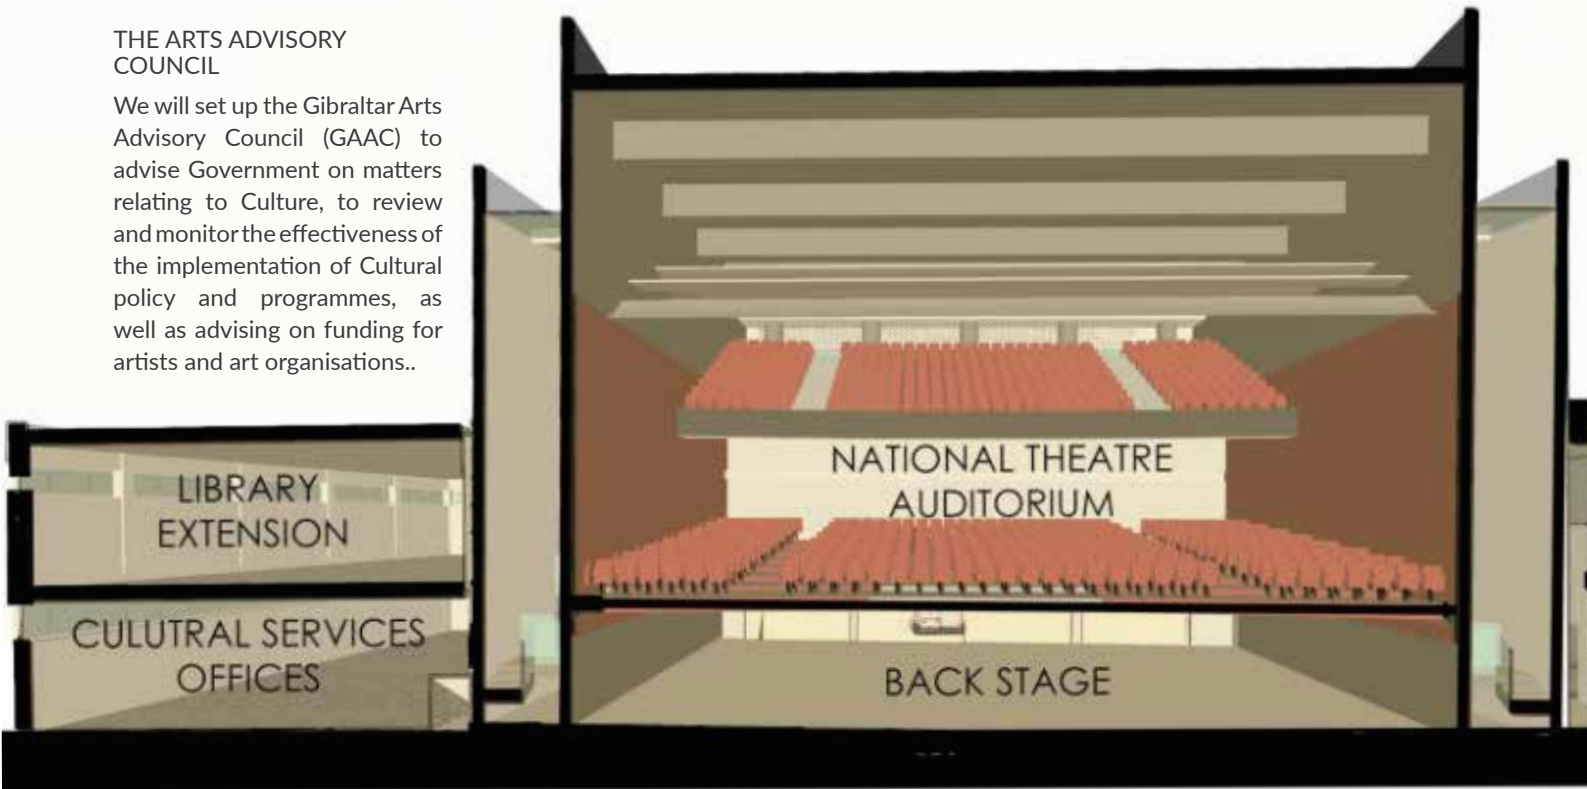 THE ARTS ADVISORY
COUNCIL
We will set up the Gibraltar Arts
Advisory Council (GAAC) to
advise Government on matters
relating to Culture, to review
and monitor the effectiveness of
the implementation of Cultural
policy and programmes, as
well as advising on funding for
artists and art organisations..
LIBRARY
EXTENSION
CULUTRAL SERVICES
OFFICES
NATIONAL THEATRE
AUDITORIUM
BACK STAGE